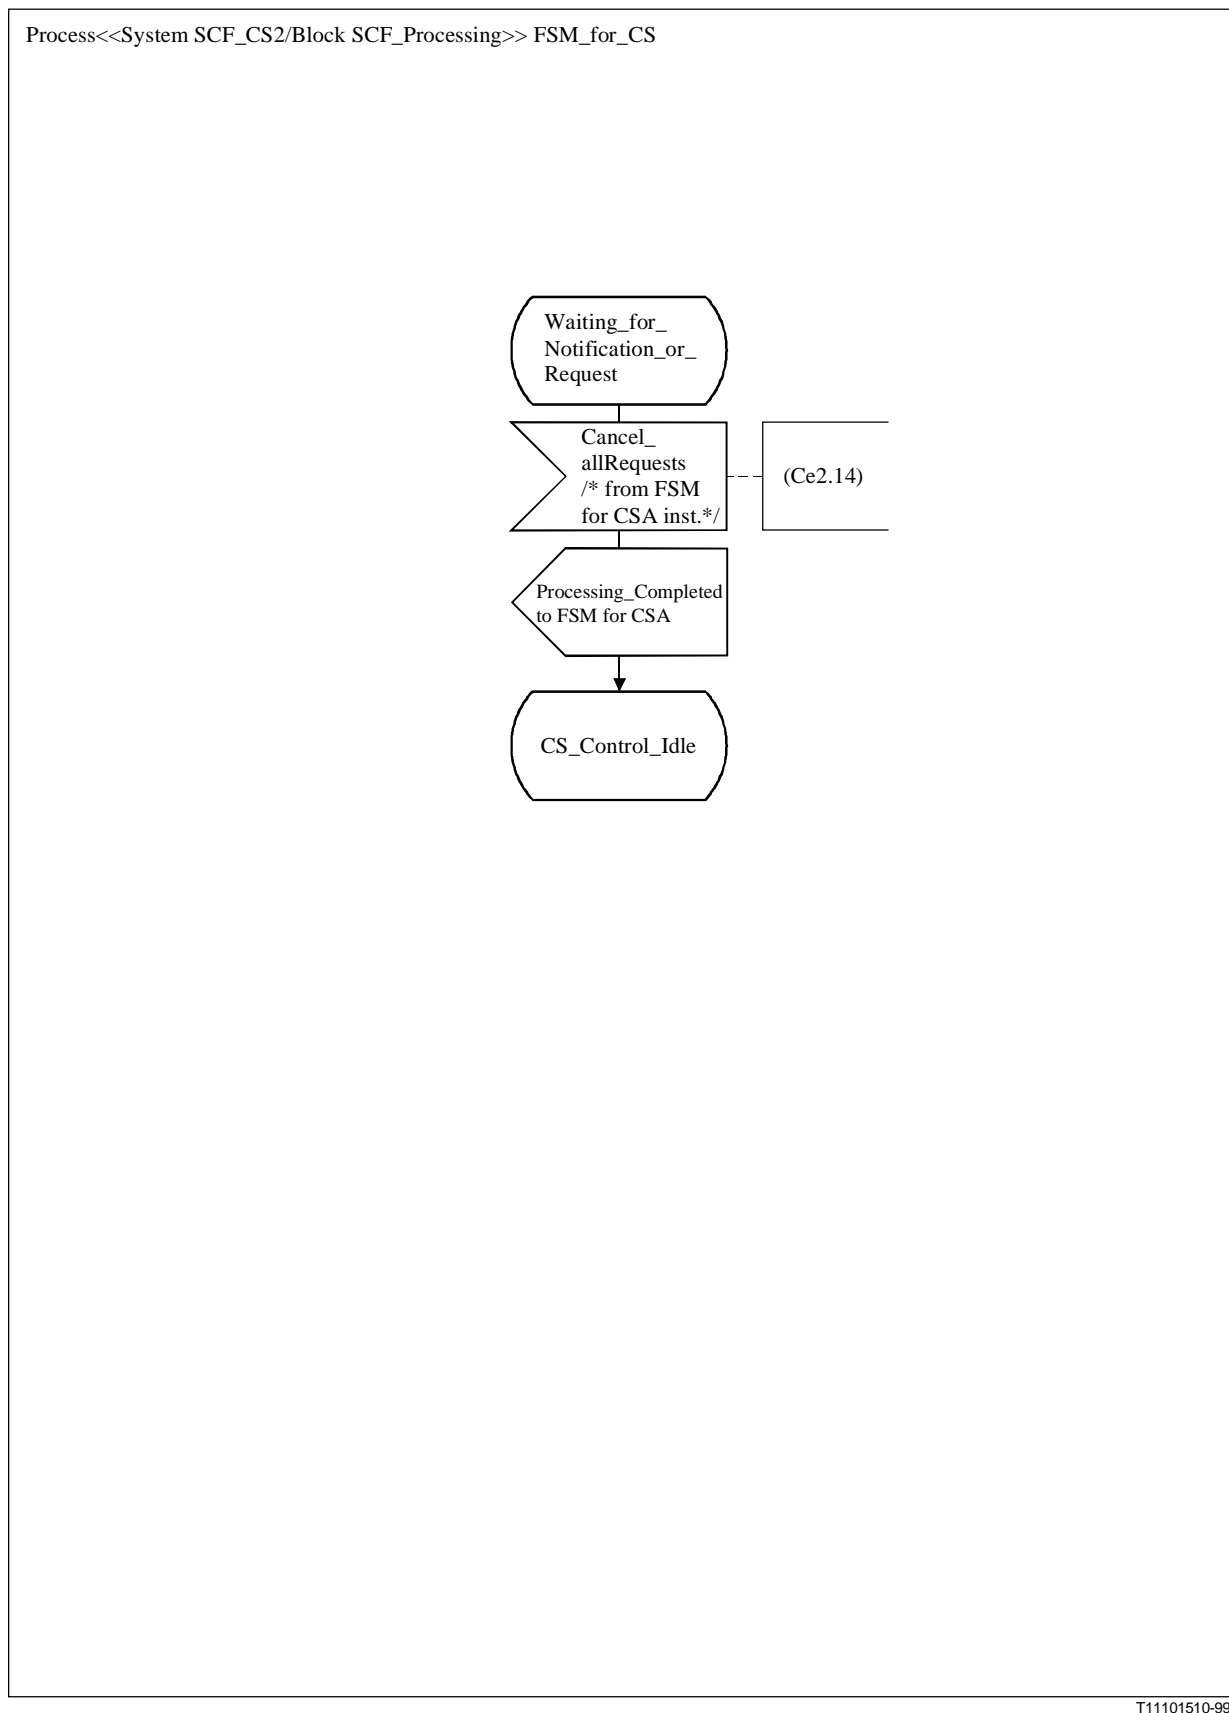 Process<<System SCF_CS2/Block SCF_Processing>> FSM_for_CS
Waiting_for_
Notification_or_
Request
Cancel_
allRequests
/* from FSM
for CSA inst.*/
(Ce2.14)
Processing_Completed
to FSM for CSA
CS_Control_Idle
T11101510-99